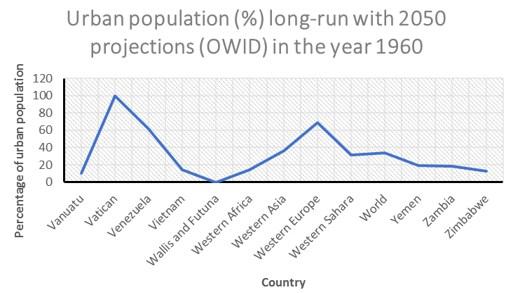 Urban population (%) long-run with 2050
projections (OWID) in the year 1960
Percentage of urban population
120
100
80
60
40
20
0
Vanuatu
Vatican
Venezuela
Vietnam
Wallis and Futuna
Western Africa
Western Asia
Western Europe
Western Sahara
World
Yemen
Zambia
Zimbabwe
Country